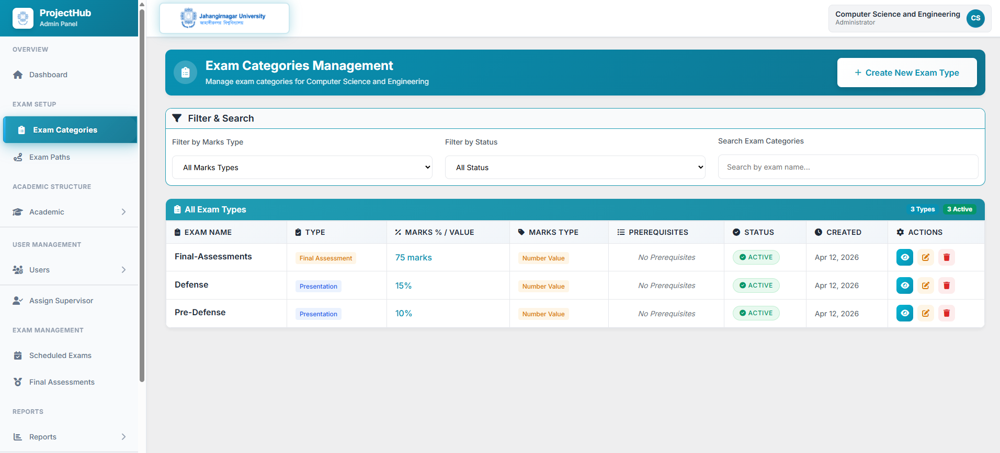 ProjectHub
Admin Panel
Jahangirnagar University
জাহাঙ্গীরনগর বিশ্ববিদ্যালয়
Computer Science and Engineering
Administrator
CS
OVERVIEW
Dashboard
EXAM SETUP
Exam Categories
Exam Paths
ACADEMIC STRUCTURE
Academic
USER MANAGEMENT
Users
Assign Supervisor
EXAM MANAGEMENT
Scheduled Exams
Final Assessments
REPORTS
Reports
Exam Categories Management
Manage exam categories for Computer Science and Engineering
+ Create New Exam Type
Filter & Search
Filter by Marks Type
All Marks Types
Filter by Status
All Status
Search Exam Categories
Search by exam name...
All Exam Types
3 Types 3 Active
EXAM NAME TYPE MARKS % / VALUE MARKS TYPE PREREQUISITES STATUS CREATED ACTIONS
Final-Assessments Final Assessment 75 marks Number Value No Prerequisites ACTIVE Apr 12, 2026
Defense Presentation 15% Number Value No Prerequisites ACTIVE Apr 12, 2026
Pre-Defense Presentation 10% Number Value No Prerequisites ACTIVE Apr 12, 2026